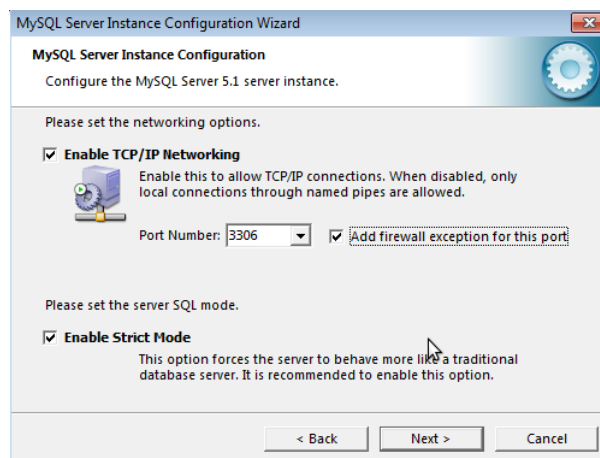 MySQL Server Instance Configuration Wizard
MySQL Server Instance Configuration
Configure the MySQL Server 5.1 server instance.
Please set the networking options.
Enable TCP/IP Networking
Enable this to allow TCP/IP connections. When disabled, only
local connections through named pipes are allowed.
Port Number: 3306 Add firewall exception for this port
Please set the server SQL mode.
Enable Strict Mode
This option forces the server to behave more like a traditional
database server. It is recommended to enable this option.
< Back Next > Cancel